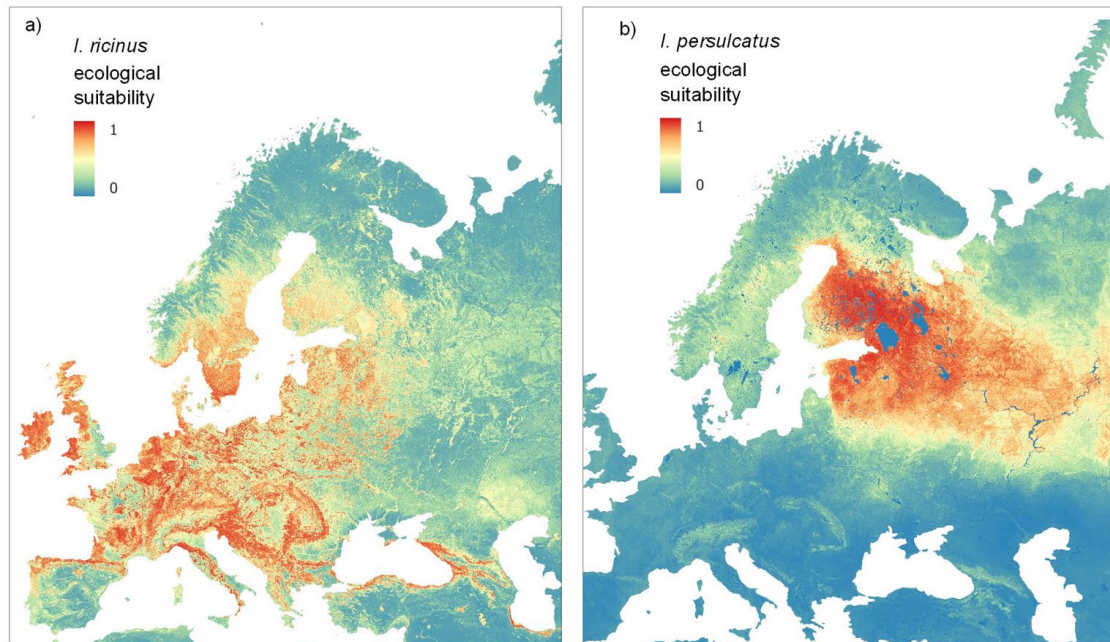 a)
I. ricinus
ecological
suitability
1
0
b)
I. persulcatus
ecological
suitability
1
0